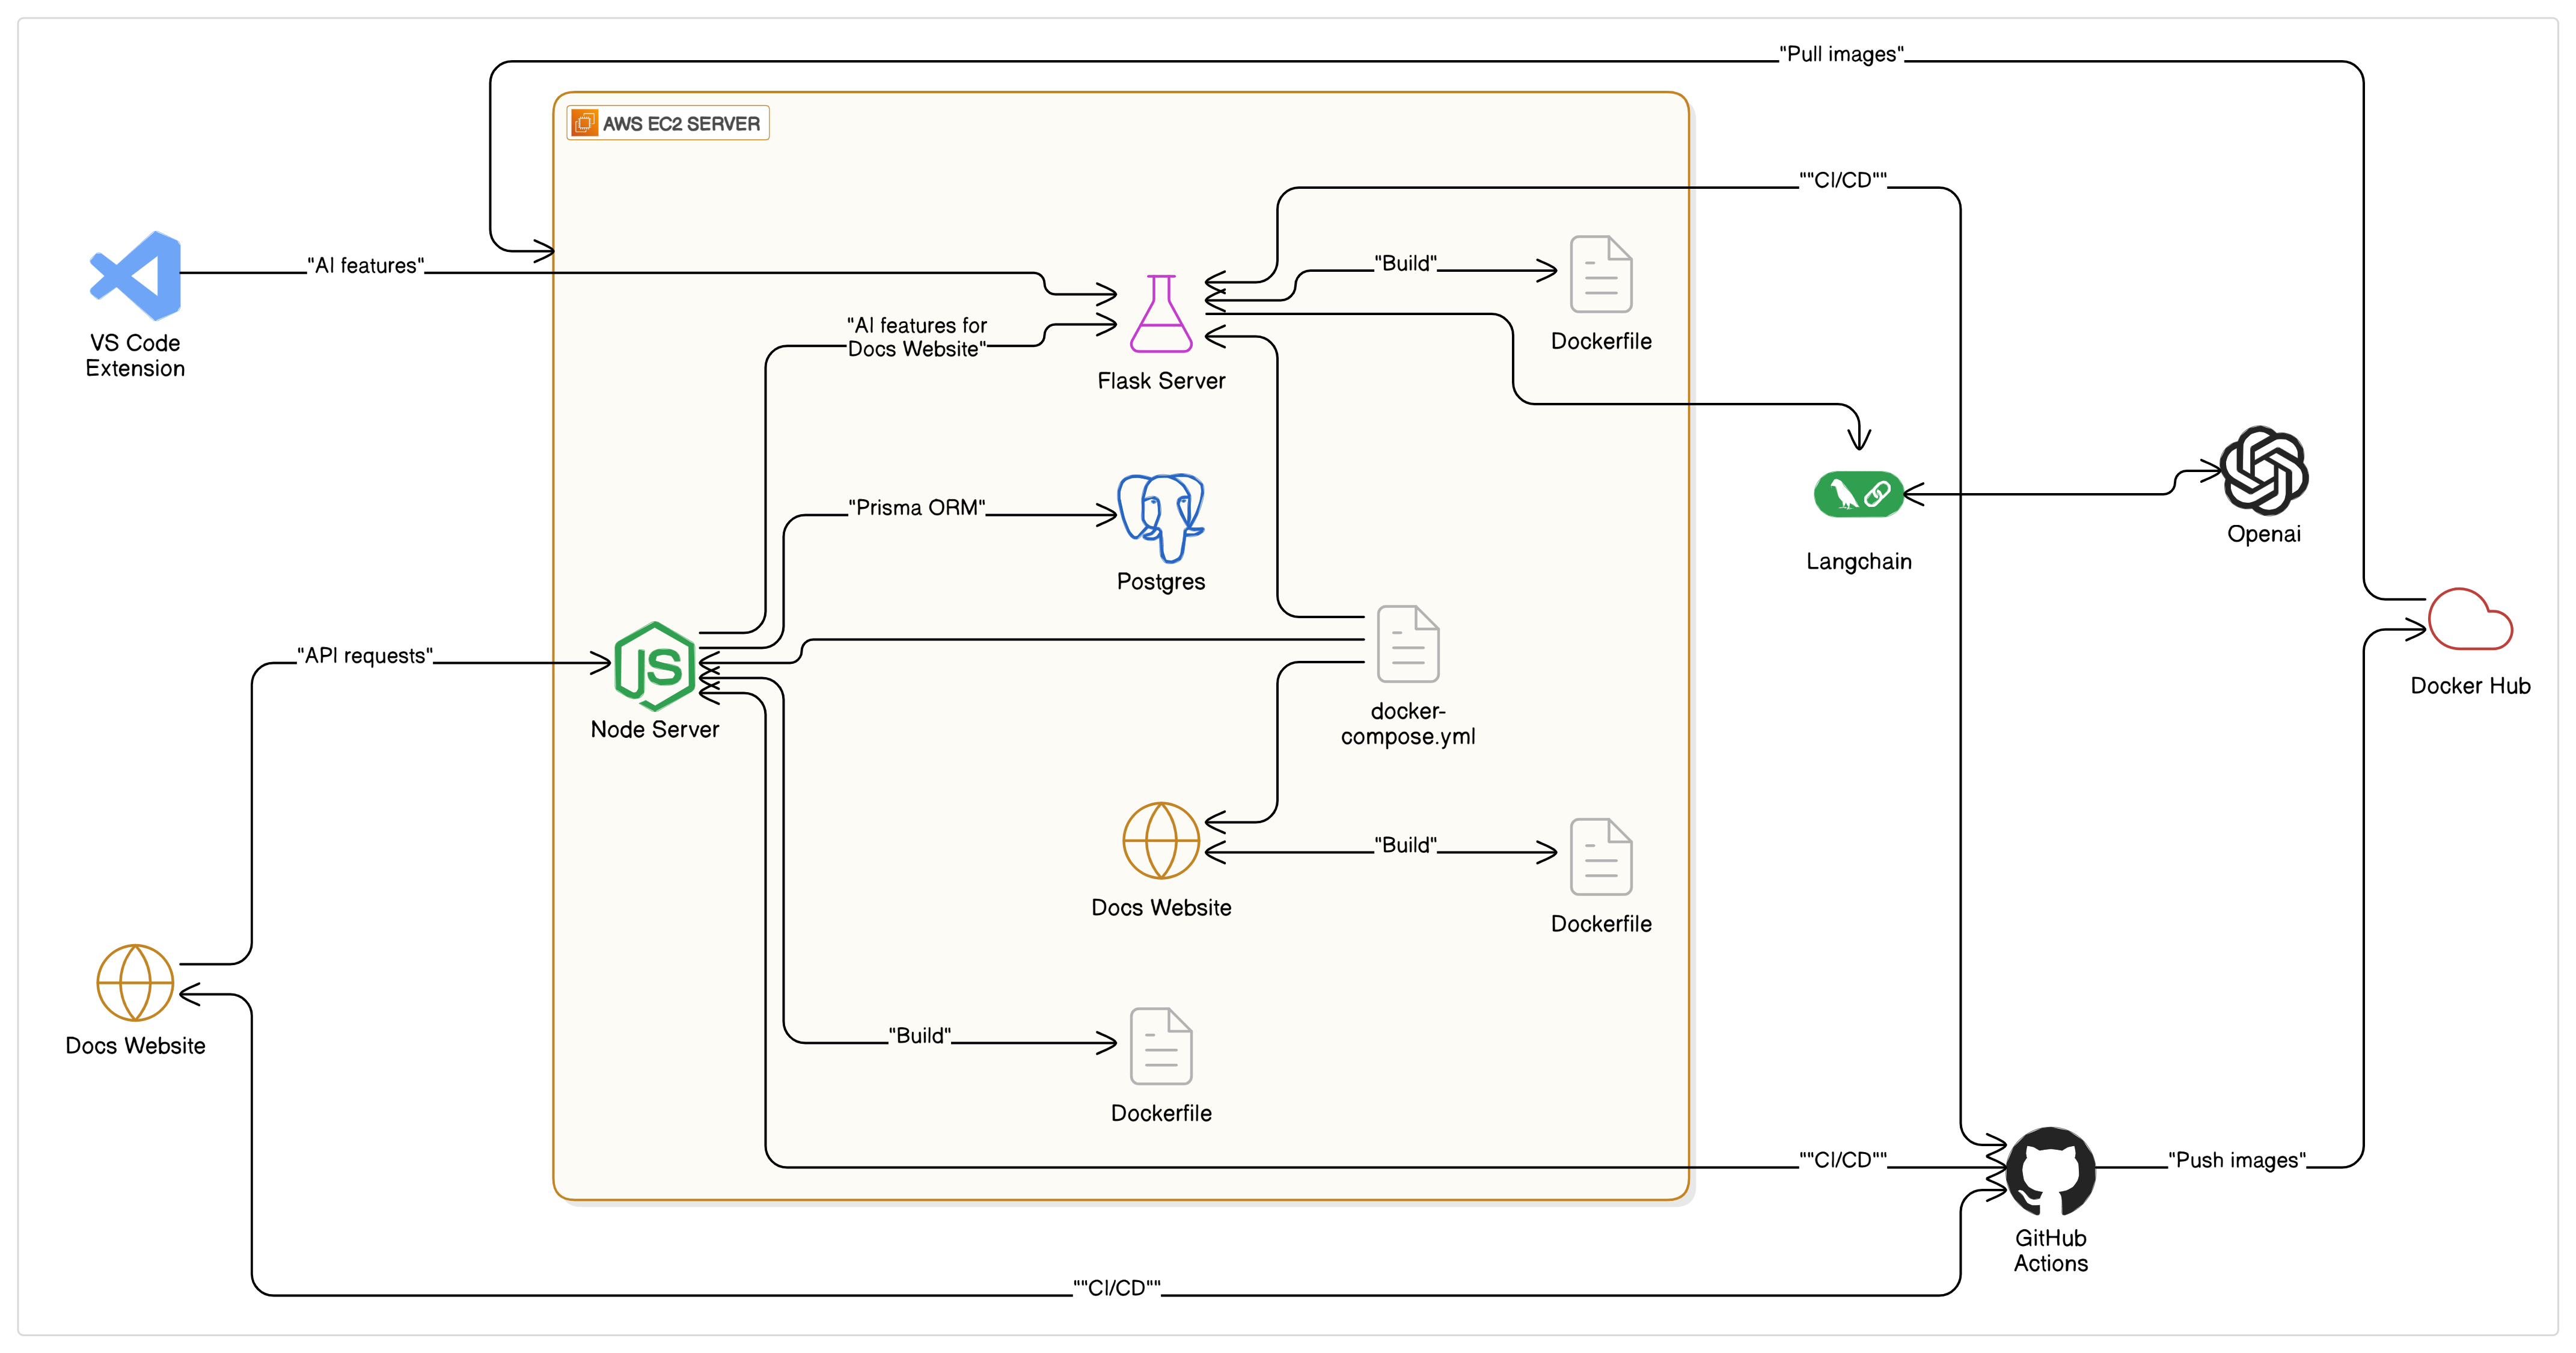 "Pull images"
AWS EC2 SERVER
""CI/CD""
"AI features"
"Build"
VS Code
Extension
"AI features for
Docs Website"
Dockerfile
Flask Server
"Prisma ORM"
Postgres
Langchain
Openai
"API requests"
JS
Node Server
docker-
compose.yml
Docker Hub
"Build"
Docs Website
Dockerfile
Docs Website
"Build"
Dockerfile
""CI/CD""
"Push images"
GitHub
Actions
""CI/CD""